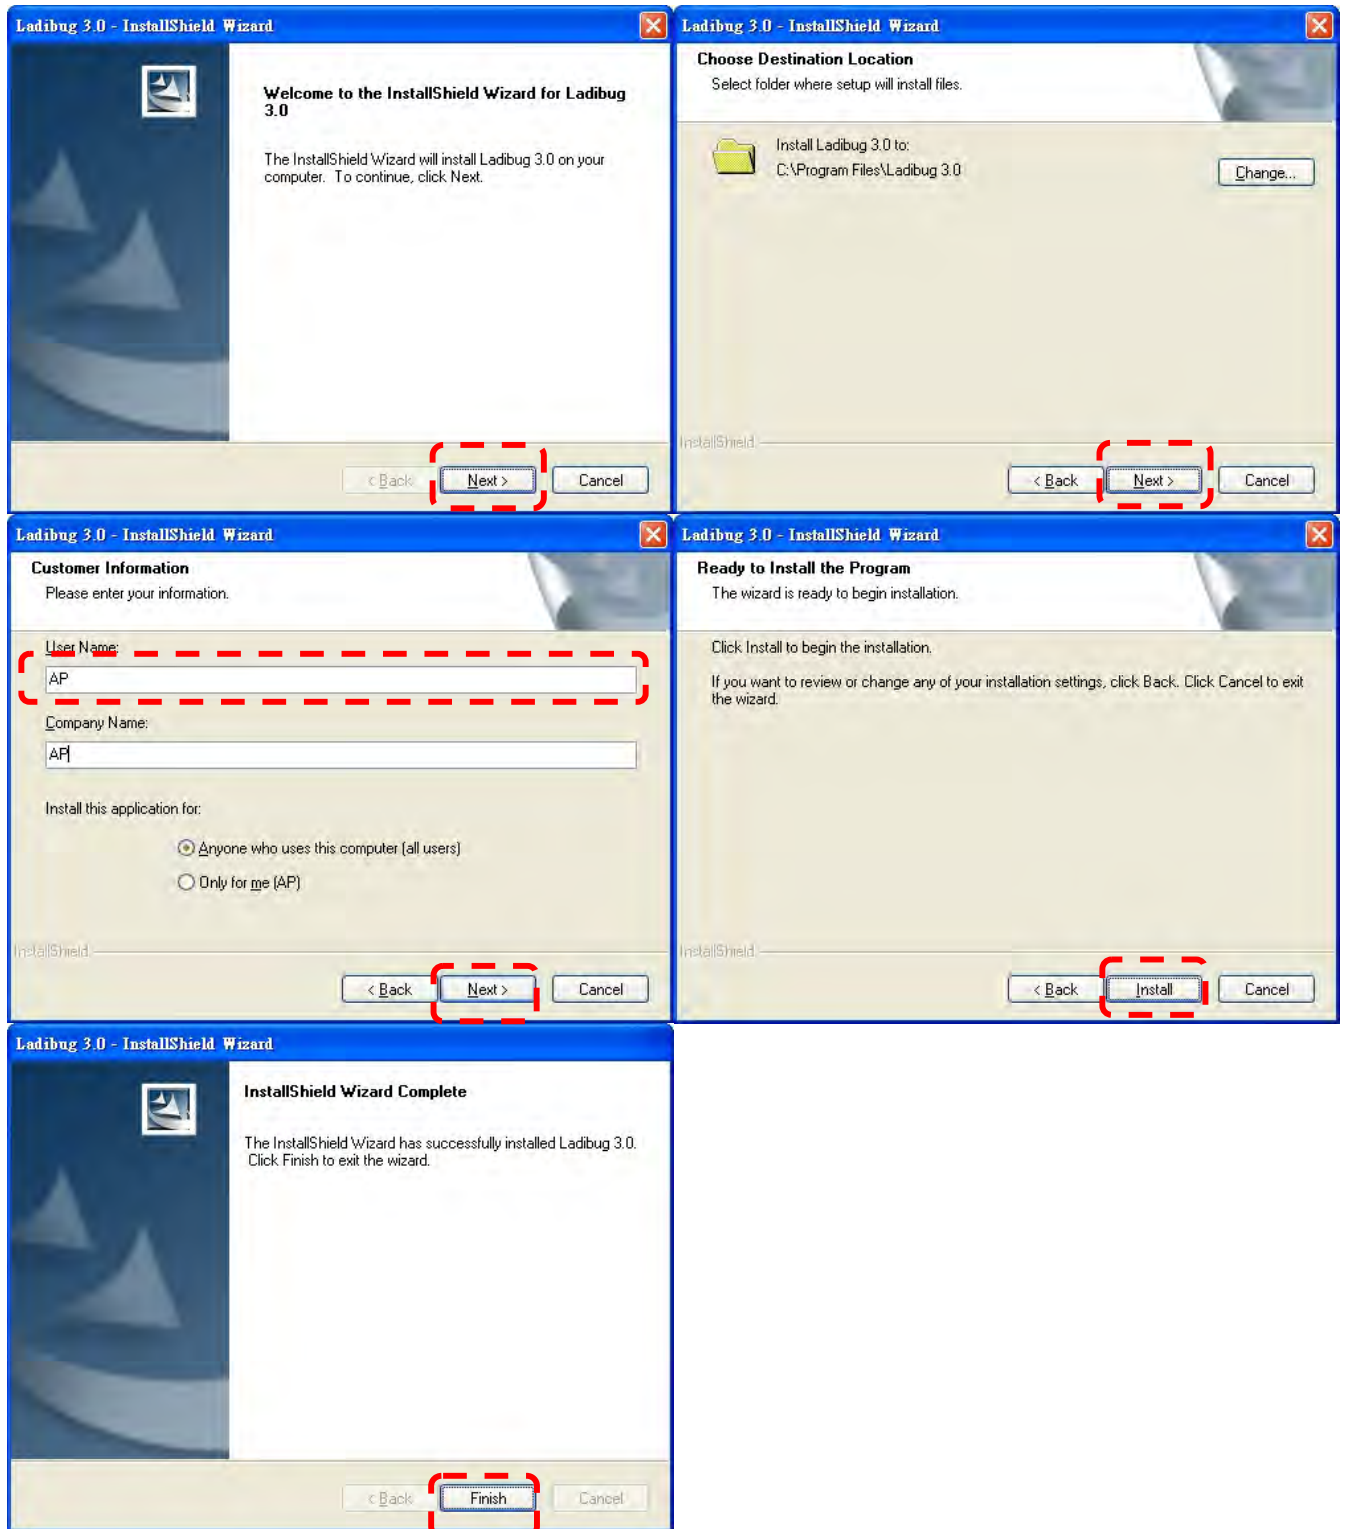 Ladibug 3.0 - InstallShield Wizard
Welcome to the InstallShield Wizard for Ladibug
3.0
The InstallShield Wizard will install Ladibug 3.0 on your
computer. To continue, click Next.
< Back
Next >
Cancel
Ladibug 3.0 - InstallShield Wizard
Choose Destination Location
Select folder where setup will install files.
Install Ladibug 3.0 to:
C:\Program Files\Ladibug 3.0
Change...
InstallShield
< Back
Next >
Cancel
Ladibug 3.0 - InstallShield Wizard
Customer Information
Please enter your information.
User Name:
AP
Company Name:
AP
Install this application for:
Anyone who uses this computer (all users)
Only for me (AP)
InstallShield
< Back
Next >
Cancel
Ladibug 3.0 - InstallShield Wizard
Ready to Install the Program
The wizard is ready to begin installation.
Click Install to begin the installation.
If you want to review or change any of your installation settings, click Back. Click Cancel to exit
the wizard.
InstallShield
< Back
Install
Cancel
Ladibug 3.0 - InstallShield Wizard
InstallShield Wizard Complete
The InstallShield Wizard has successfully installed Ladibug 3.0.
Click Finish to exit the wizard.
< Back
Finish
Cancel